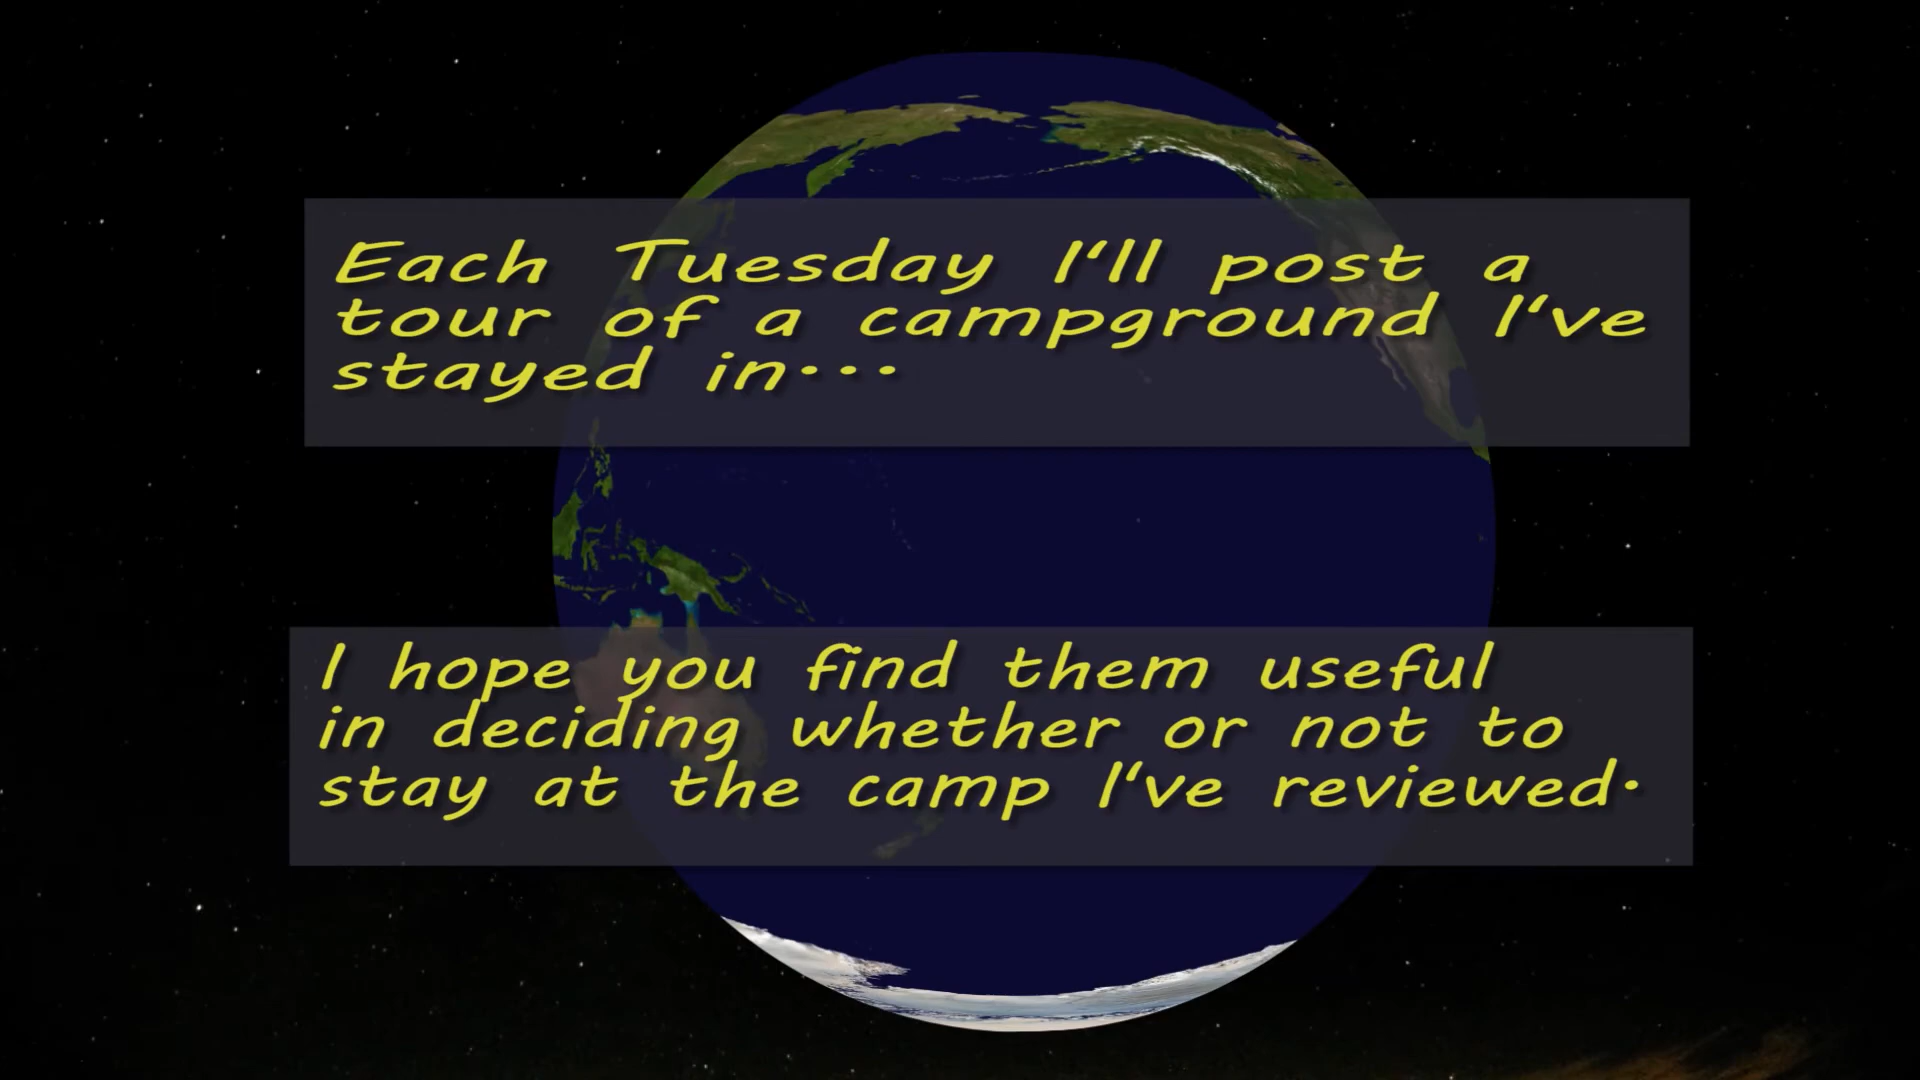 Each Tuesday I'll post a
tour of a campground I've
stayed in...
I hope you find them useful
in deciding whether or not to
stay at the camp I've reviewed.